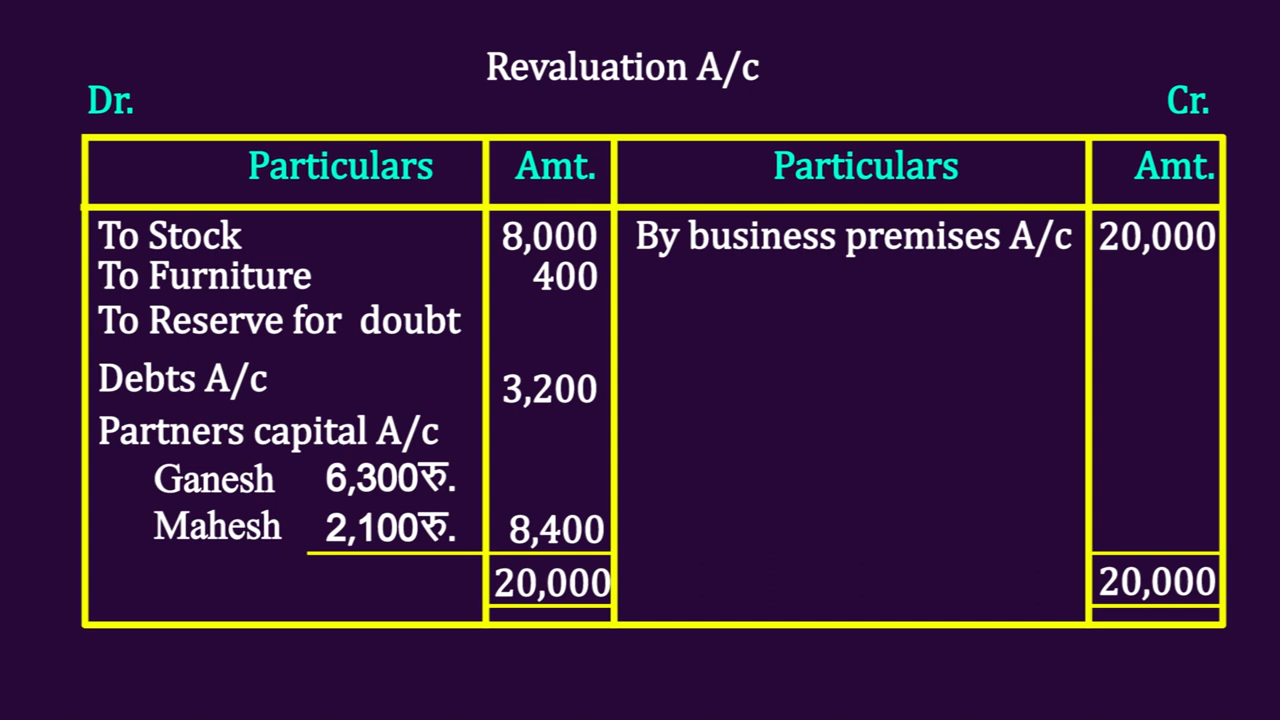 Revaluation A/c
Dr. Cr.
Particulars Amt. Particulars Amt.
To Stock 8,000 By business premises A/c 20,000
To Furniture 400
To Reserve for doubt
Debts A/c 3,200
Partners capital A/c
Ganesh 6,300रु.
Mahesh 2,100रु. 8,400
20,000 20,000